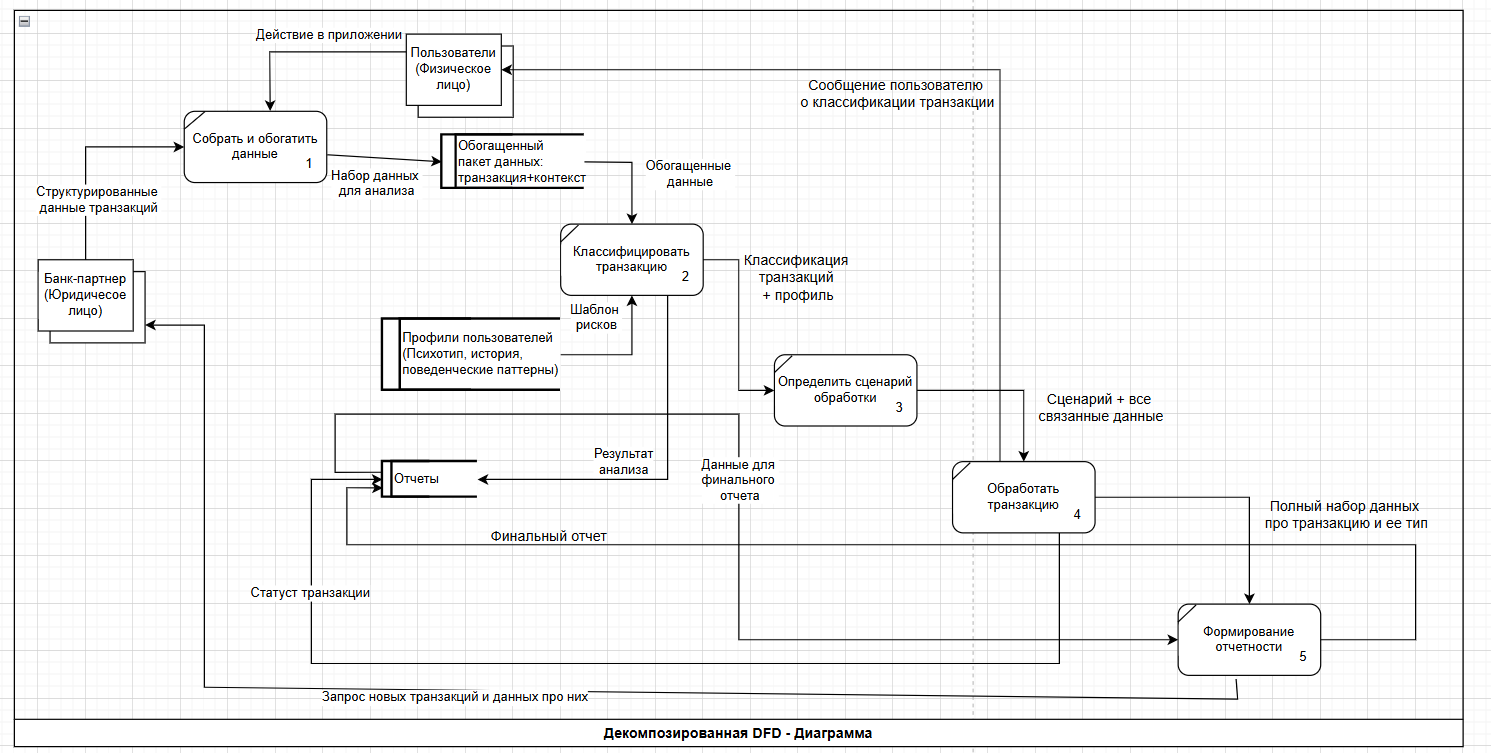 Действие в приложении
Пользователи
(Физическое
лицо)
Сообщение пользователю
о классификации транзакции
Собрать и обогатить
данные
1
Обогащенный
пакет данных:
транзакция+контекст
Набор данных
для анализа
Обогащенные
данные
Структурированные
данные транзакций
Классифицировать
транзакцию
2
Классификация
транзакций
+ профиль
Банк-партнер
(Юридичесое
лицо)
Шаблон
рисков
Профили пользователей
(Психотип, история,
поведенческие паттерны)
Определить сценарий
обработки
3
Сценарий + все
связанные данные
Результат
анализа
Данные для
финального
отчета
Отчеты
Обработать
транзакцию
4
Полный набор данных
про транзакцию и ее тип
Финальный отчет
Статуст транзакции
Формирование
отчетности
5
Запрос новых транзакций и данных про них
Декомпозированная DFD - Диаграмма